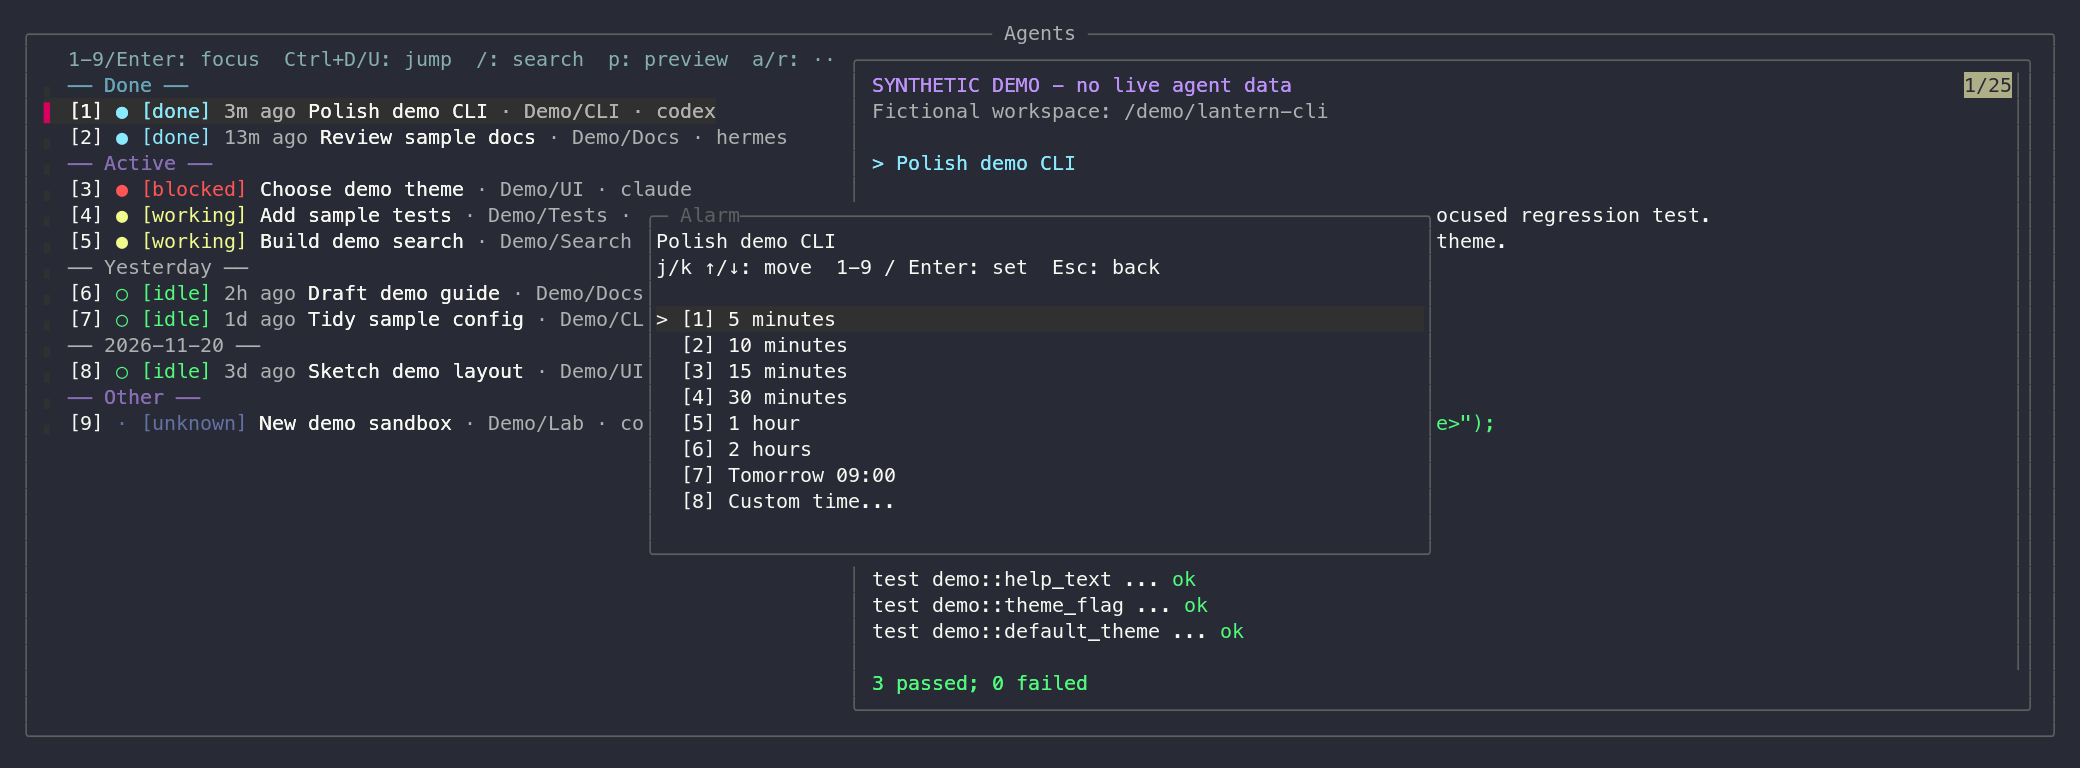 Agents
1–9/Enter: focus  Ctrl+D/U: jump  /: search  p: preview  a/r: ··
── Done ──
[1] ● [done] 3m ago Polish demo CLI · Demo/CLI · codex
[2] ● [done] 13m ago Review sample docs · Demo/Docs · hermes
── Active ──
[3] ● [blocked] Choose demo theme · Demo/UI · claude
[4] ● [working] Add sample tests · Demo/Tests ·
[5] ● [working] Build demo search · Demo/Search
── Yesterday ──
[6] ○ [idle] 2h ago Draft demo guide · Demo/Docs
[7] ○ [idle] 1d ago Tidy sample config · Demo/CL
── 2026–11–20 ──
[8] ○ [idle] 3d ago Sketch demo layout · Demo/UI
── Other ──
[9] · [unknown] New demo sandbox · Demo/Lab · co
SYNTHETIC DEMO – no live agent data
1/25
Fictional workspace: /demo/lantern–cli
> Polish demo CLI
ocused regression test.
theme.
e>");
Alarm
Polish demo CLI
j/k ↑/↓: move  1–9 / Enter: set  Esc: back
> [1] 5 minutes
[2] 10 minutes
[3] 15 minutes
[4] 30 minutes
[5] 1 hour
[6] 2 hours
[7] Tomorrow 09:00
[8] Custom time...
test demo::help_text ... ok
test demo::theme_flag ... ok
test demo::default_theme ... ok
3 passed; 0 failed